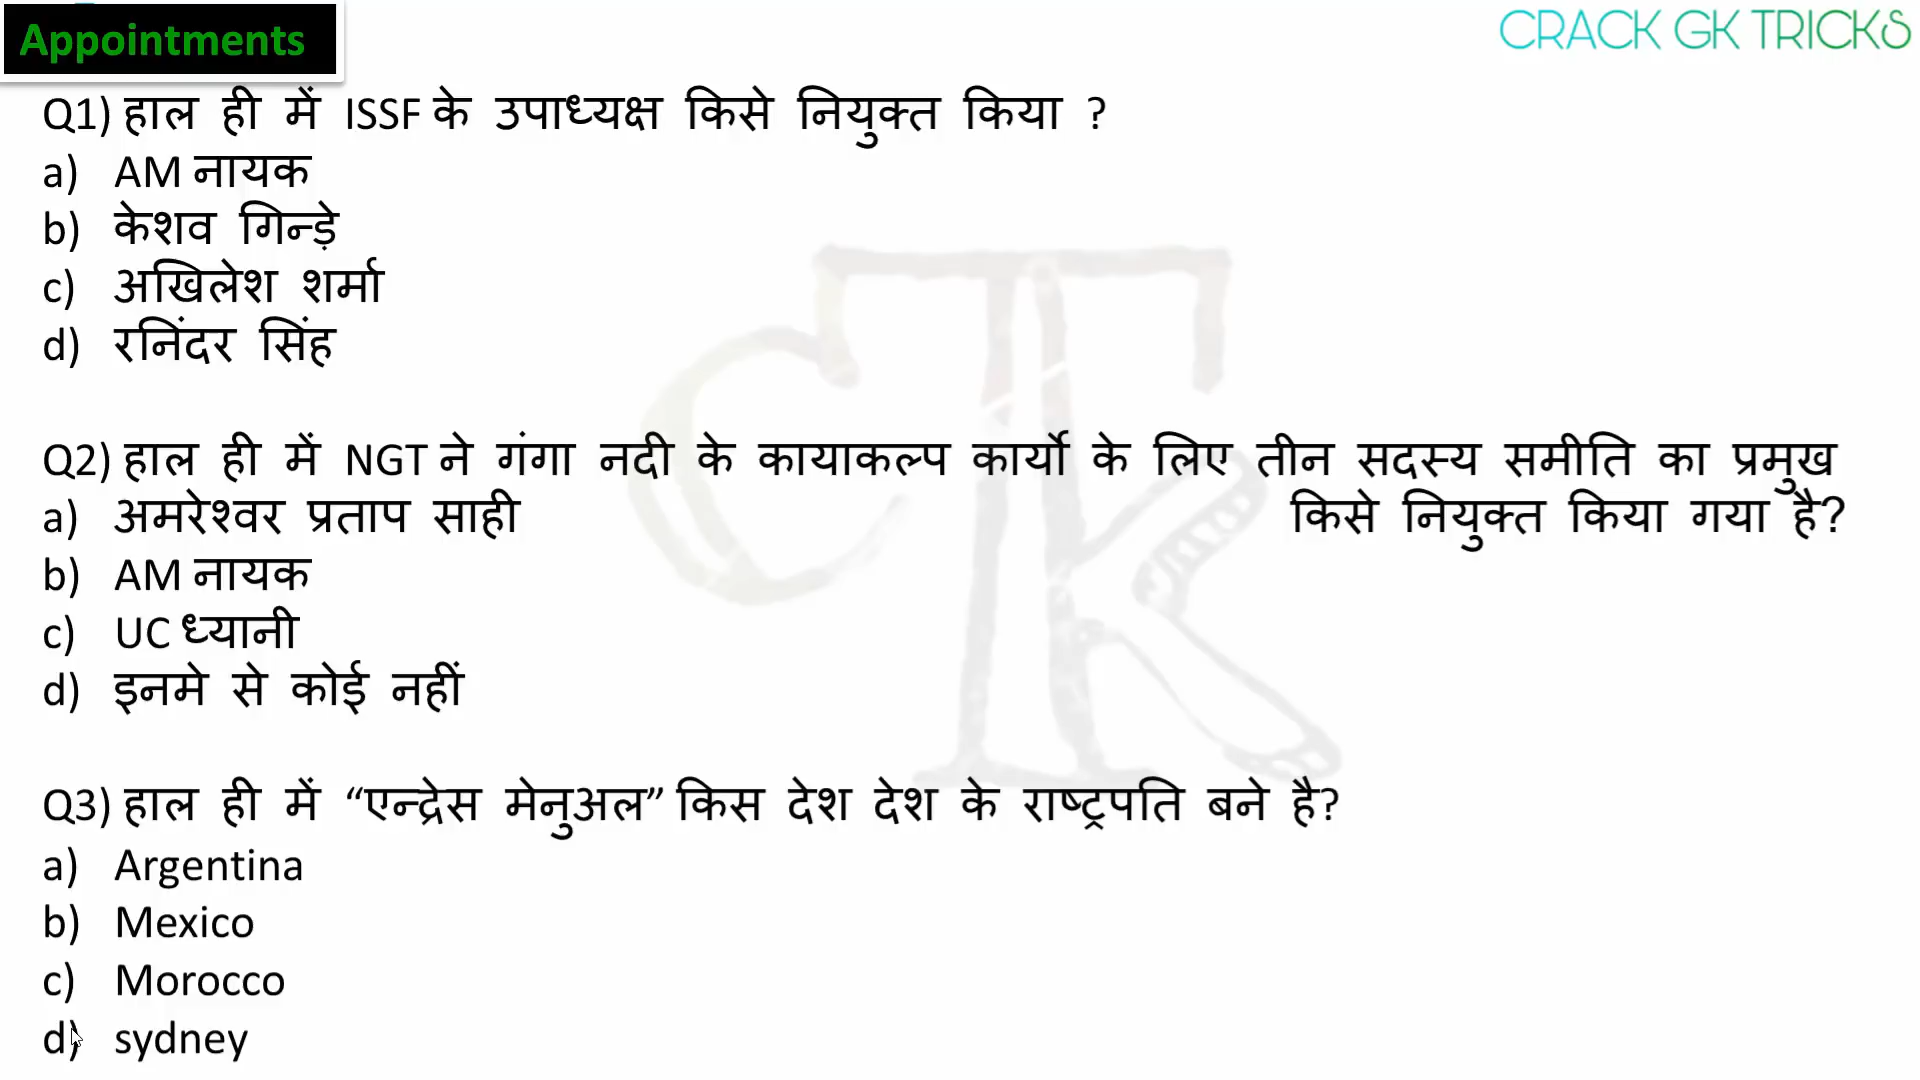 Appointments
CRACK GK TRICKS
Q1) हाल ही में ISSF के उपाध्यक्ष किसे नियुक्त किया ?
a) AM नायक
b) केशव गिन्ड़े
c) अखिलेश शर्मा
d) रनिंदर सिंह
Q2) हाल ही में NGT ने गंगा नदी के कायाकल्प कार्यो के लिए तीन सदस्य समीति का प्रमुख
a) अमरेश्वर प्रताप साही किसे नियुक्त किया गया है?
b) AM नायक
c) UC ध्यानी
d) इनमे से कोई नहीं
Q3) हाल ही में “एन्द्रेस मेनुअल” किस देश देश के राष्ट्रपति बने है?
a) Argentina
b) Mexico
c) Morocco
d) sydney
CTk